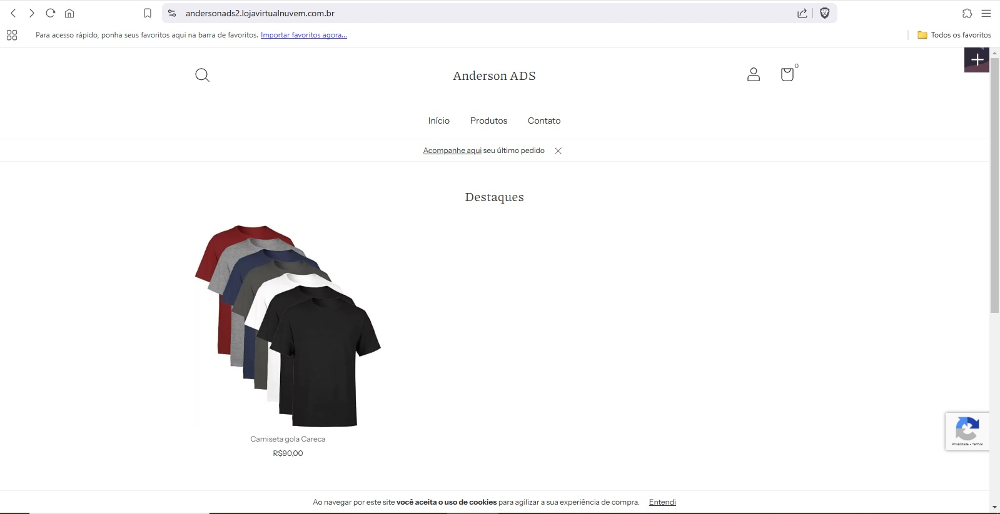 andersonads2.lojavirtualnuvem.com.br
Para acesso rápido, ponha seus favoritos aqui na barra de favoritos. Importar favoritos agora...
Todos os favoritos
0
Anderson ADS
Início Produtos Contato
Acompanhe aqui seu último pedido
Destaques
Camiseta gola Careca
R$90,00
Privacidade - Termos
Ao navegar por este site você aceita o uso de cookies para agilizar a sua experiência de compra. Entendi